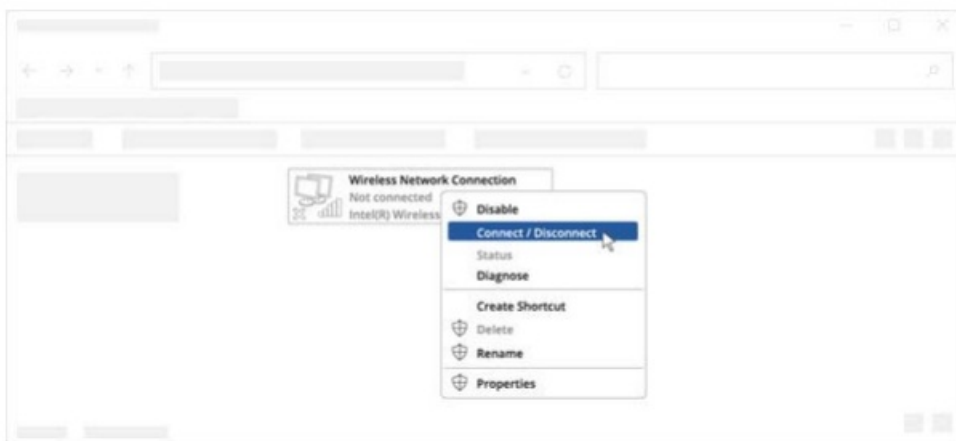 Wireless Network Connection
Not connected
Intel(R) Wireless
Disable
Connect / Disconnect
Status
Diagnose
Create Shortcut
Delete
Rename
Properties